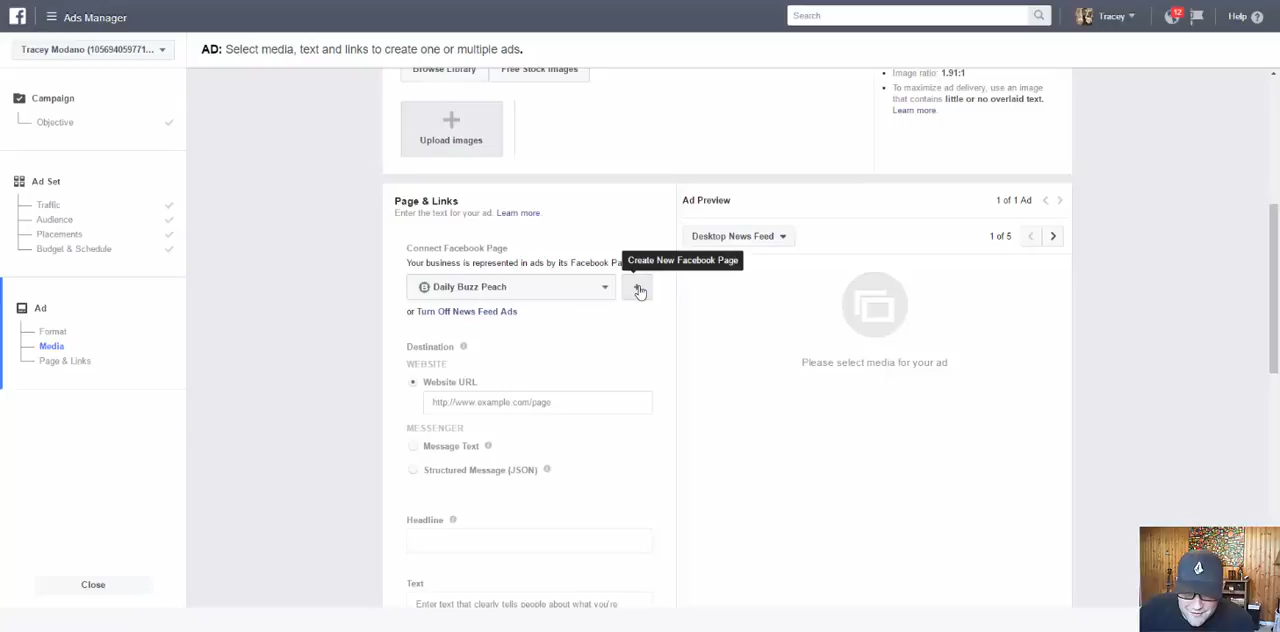 Ads Manager
Search
Tracey
12
Help
Tracey Modano (105694059771...
AD: Select media, text and links to create one or multiple ads.
Campaign
Objective
Ad Set
Traffic
Audience
Placements
Budget & Schedule
Ad
Format
Media
Page & Links
Close
Browse Library
Free Stock Images
Upload images
Image ratio: 1.91:1
To maximize ad delivery, use an image
that contains little or no overlaid text.
Learn more.
Page & Links
Enter the text for your ad. Learn more.
Connect Facebook Page
Your business is represented in ads by its Facebook Pa
Create New Facebook Page
Daily Buzz Peach
or Turn Off News Feed Ads
Destination
WEBSITE
Website URL
http://www.example.com/page
MESSENGER
Message Text
Structured Message (JSON)
Headline
Text
Enter text that clearly tells people about what you're
Ad Preview
1 of 1 Ad
Desktop News Feed
1 of 5
Please select media for your ad